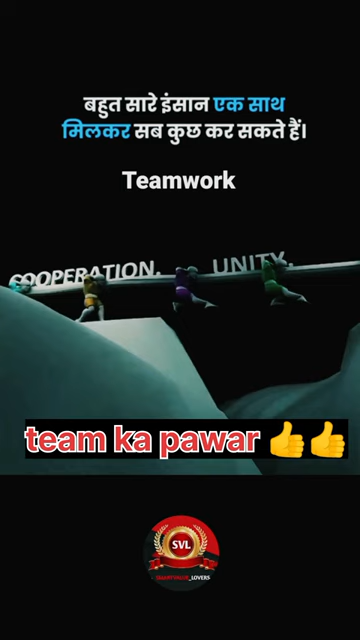 बहुत सारे इंसान एक साथ
मिलकर सब कुछ कर सकते हैं।
Teamwork
COOPERATION. UNITY.
team ka pawar 👍👍
SVL